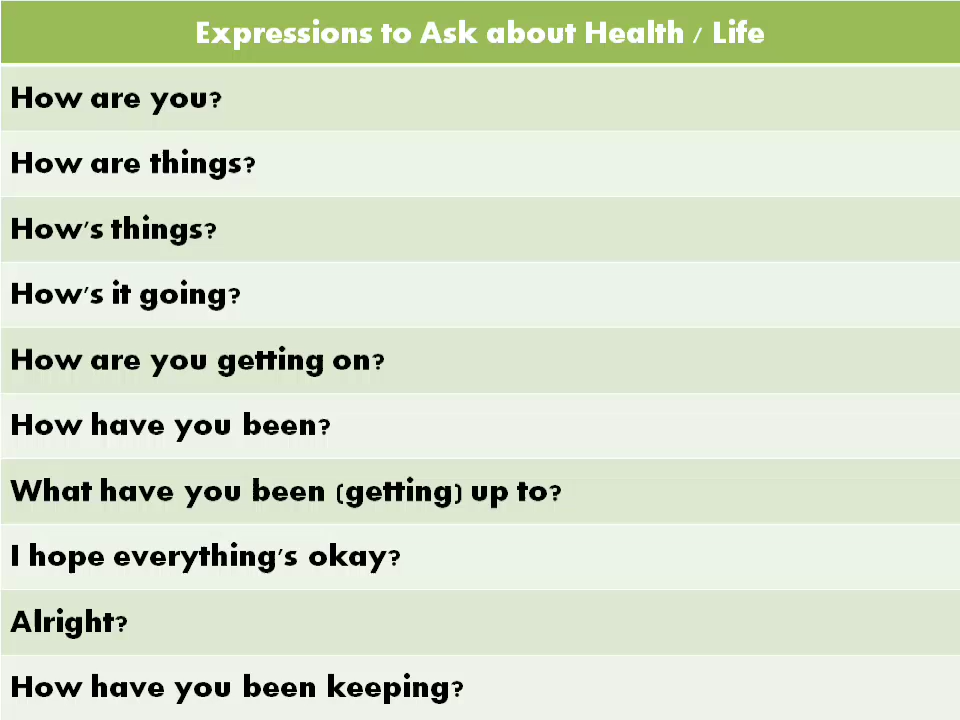 Expressions to Ask about Health / Life
How are you?
How are things?
How's things?
How's it going?
How are you getting on?
How have you been?
What have you been (getting) up to?
I hope everything's okay?
Alright?
How have you been keeping?